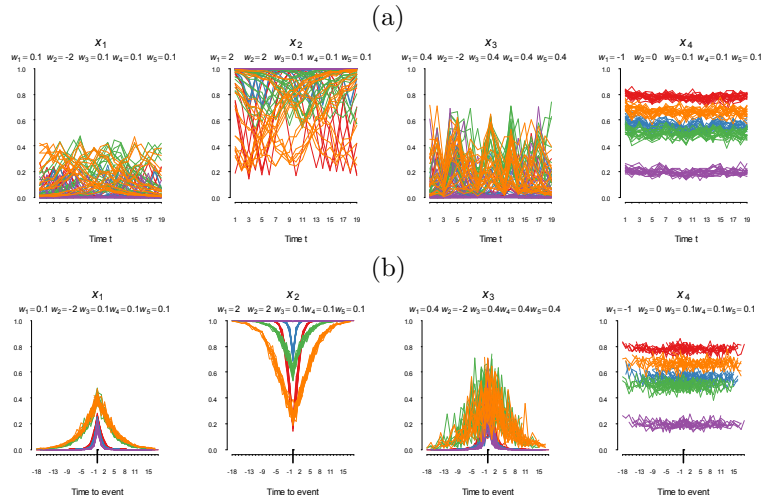 (a)
x1 x2 x3 x4
w1 = 0.1 w2 = -2 w3 = 0.1 w4 = 0.1 w5 = 0.1 w1 = 2 w2 = 2 w3 = 0.1 w4 = 0.1 w5 = 0.1 w1 = 0.4 w2 = -2 w3 = 0.4 w4 = 0.4 w5 = 0.4 w1 = -1 w2 = 0 w3 = 0.1 w4 = 0.1 w5 = 0.1
1.0 1.0 1.0 1.0
0.8 0.8 0.8 0.8
0.6 0.6 0.6 0.6
0.4 0.4 0.4 0.4
0.2 0.2 0.2 0.2
0.0 0.0 0.0 0.0
1 3 5 7 9 11 13 15 17 19 1 3 5 7 9 11 13 15 17 19 1 3 5 7 9 11 13 15 17 19 1 3 5 7 9 11 13 15 17 19
Time t Time t Time t Time t
(b)
x1 x2 x3 x4
w1 = 0.1 w2 = -2 w3 = 0.1 w4 = 0.1 w5 = 0.1 w1 = 2 w2 = 2 w3 = 0.1 w4 = 0.1 w5 = 0.1 w1 = 0.4 w2 = -2 w3 = 0.4 w4 = 0.4 w5 = 0.4 w1 = -1 w2 = 0 w3 = 0.1 w4 = 0.1 w5 = 0.1
1.0 1.0 1.0 1.0
0.8 0.8 0.8 0.8
0.6 0.6 0.6 0.6
0.4 0.4 0.4 0.4
0.2 0.2 0.2 0.2
0.0 0.0 0.0 0.0
-18 -13 -9 -5 -1 2 5 8 11 15 -18 -13 -9 -5 -1 2 5 8 11 15 -18 -13 -9 -5 -1 2 5 8 11 15 -18 -13 -9 -5 -1 2 5 8 11 15
Time to event Time to event Time to event Time to event